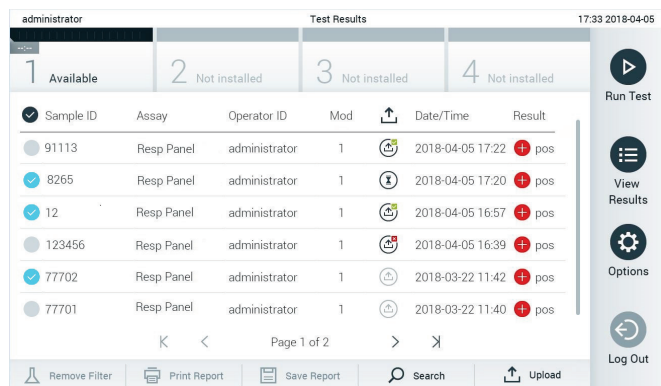 administrator Test Results 17:33 2018-04-05
--:--
1 Available 2 Not installed 3 Not installed 4 Not installed
Run Test
Sample ID Assay Operator ID Mod Date/Time Result
91113 Resp Panel administrator 1 2018-04-05 17:22 pos
8265 Resp Panel administrator 1 2018-04-05 17:20 pos
View
Results
12 Resp Panel administrator 1 2018-04-05 16:57 pos
123456 Resp Panel administrator 1 2018-04-05 16:39 pos
Options
77702 Resp Panel administrator 1 2018-03-22 11:42 pos
77701 Resp Panel administrator 1 2018-03-22 11:40 pos
Page 1 of 2
Log Out
Remove Filter Print Report Save Report Search Upload